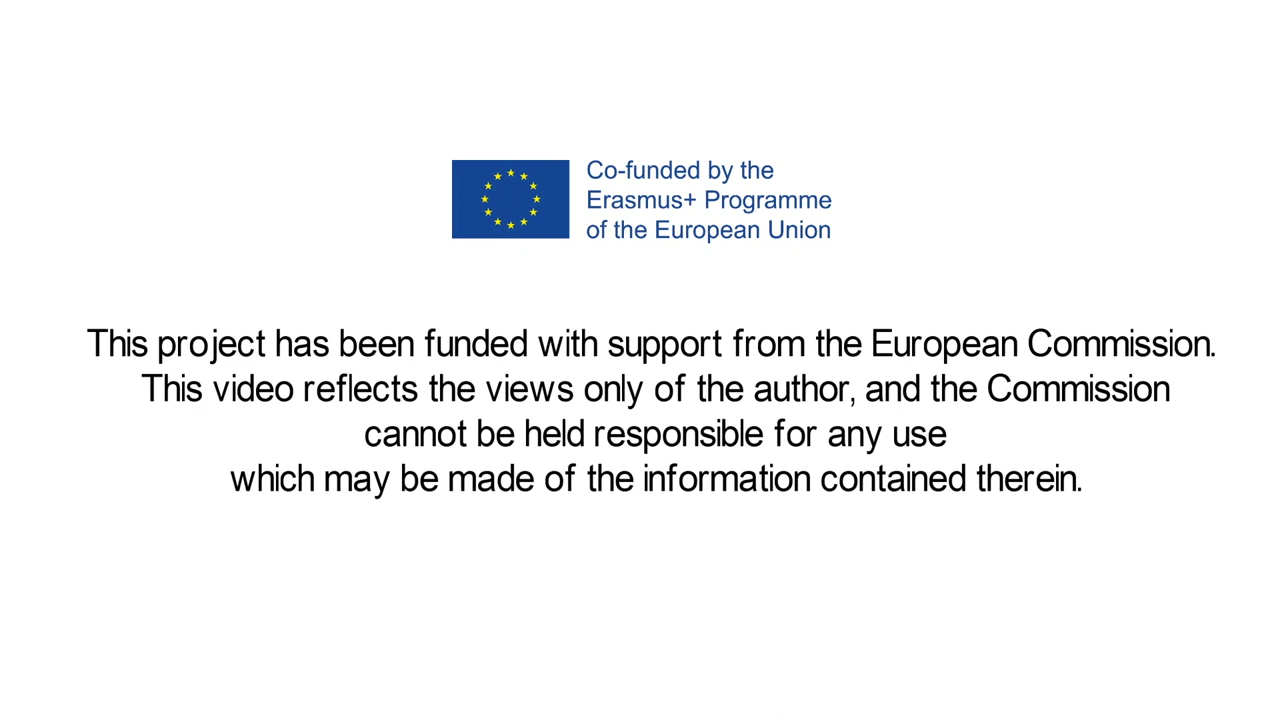 Co-funded by the
Erasmus+ Programme
of the European Union
This project has been funded with support from the European Commission.
This video reflects the views only of the author, and the Commission
cannot be held responsible for any use
which may be made of the information contained therein.